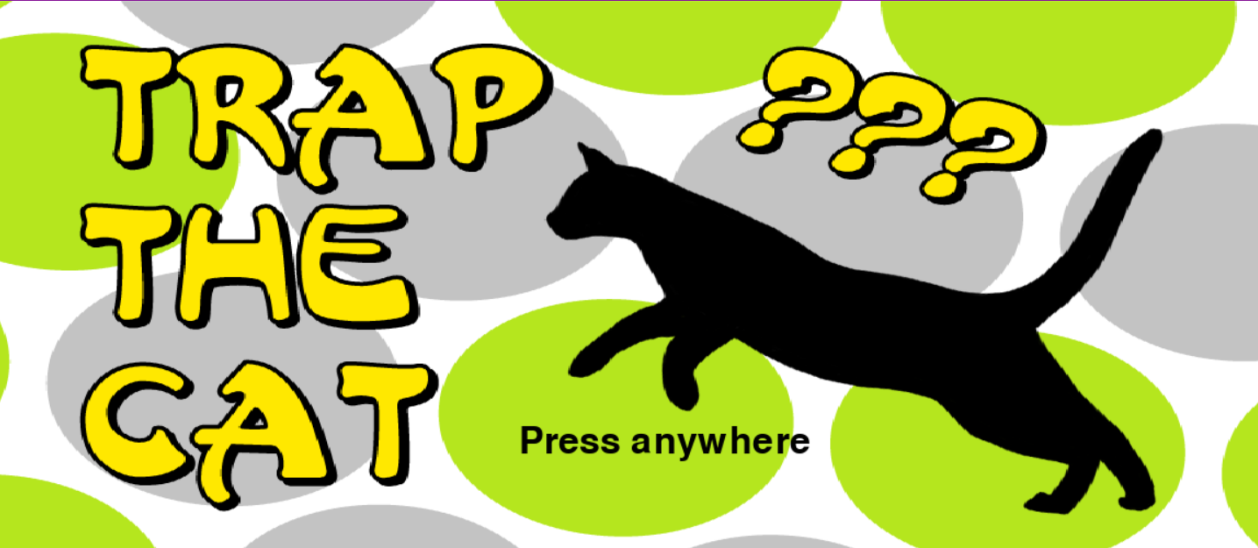 TRAP
THE
CAT
???
Press anywhere